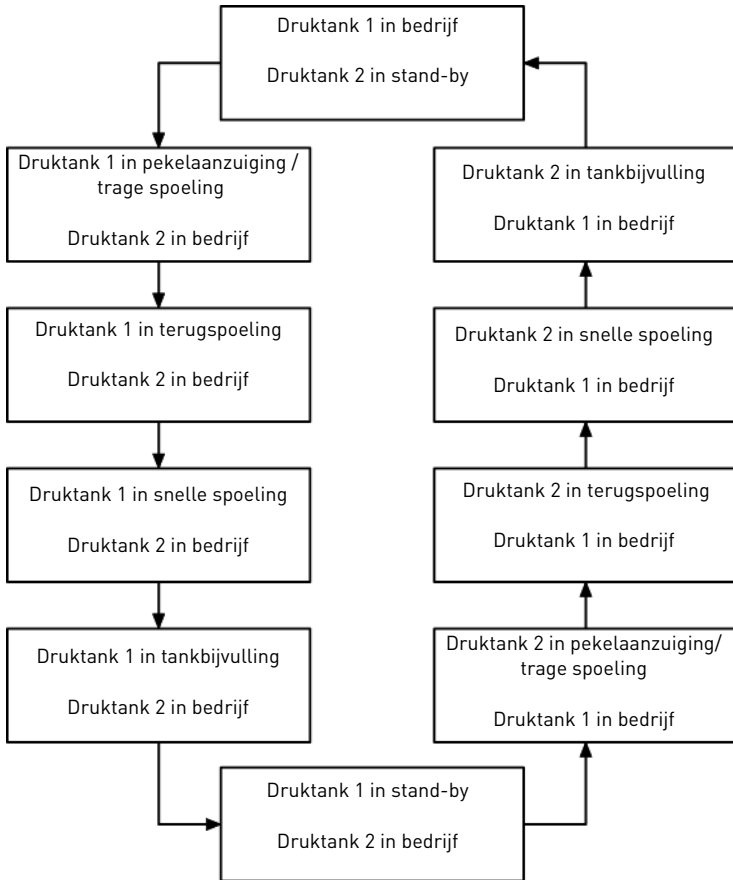 Druktank 1 in bedrijf
Druktank 2 in stand-by
Druktank 1 in pekelaanzuiging /
trage spoeling
Druktank 2 in bedrijf
Druktank 1 in terugspoeling
Druktank 2 in bedrijf
Druktank 1 in snelle spoeling
Druktank 2 in bedrijf
Druktank 1 in tankbijvulling
Druktank 2 in bedrijf
Druktank 1 in stand-by
Druktank 2 in bedrijf
Druktank 2 in pekelaanzuiging/
trage spoeling
Druktank 1 in bedrijf
Druktank 2 in terugspoeling
Druktank 1 in bedrijf
Druktank 2 in snelle spoeling
Druktank 1 in bedrijf
Druktank 2 in tankbijvulling
Druktank 1 in bedrijf